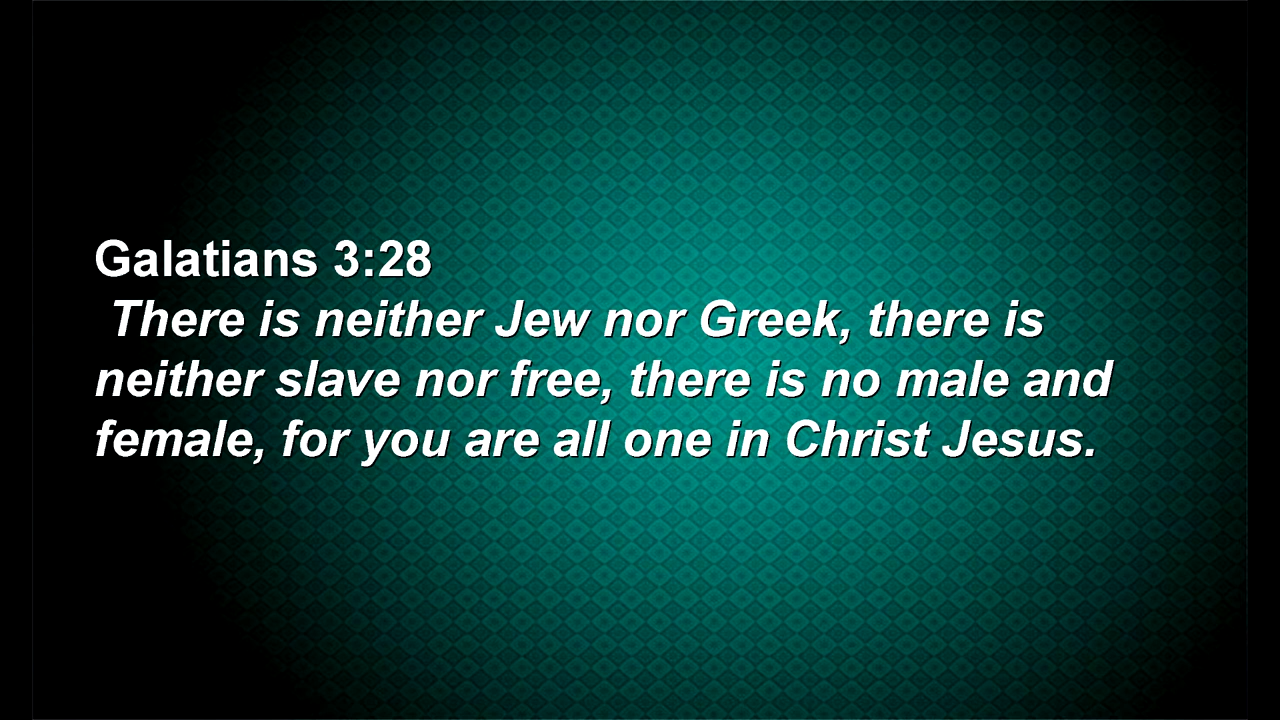 Galatians 3:28
There is neither Jew nor Greek, there is
neither slave nor free, there is no male and
female, for you are all one in Christ Jesus.